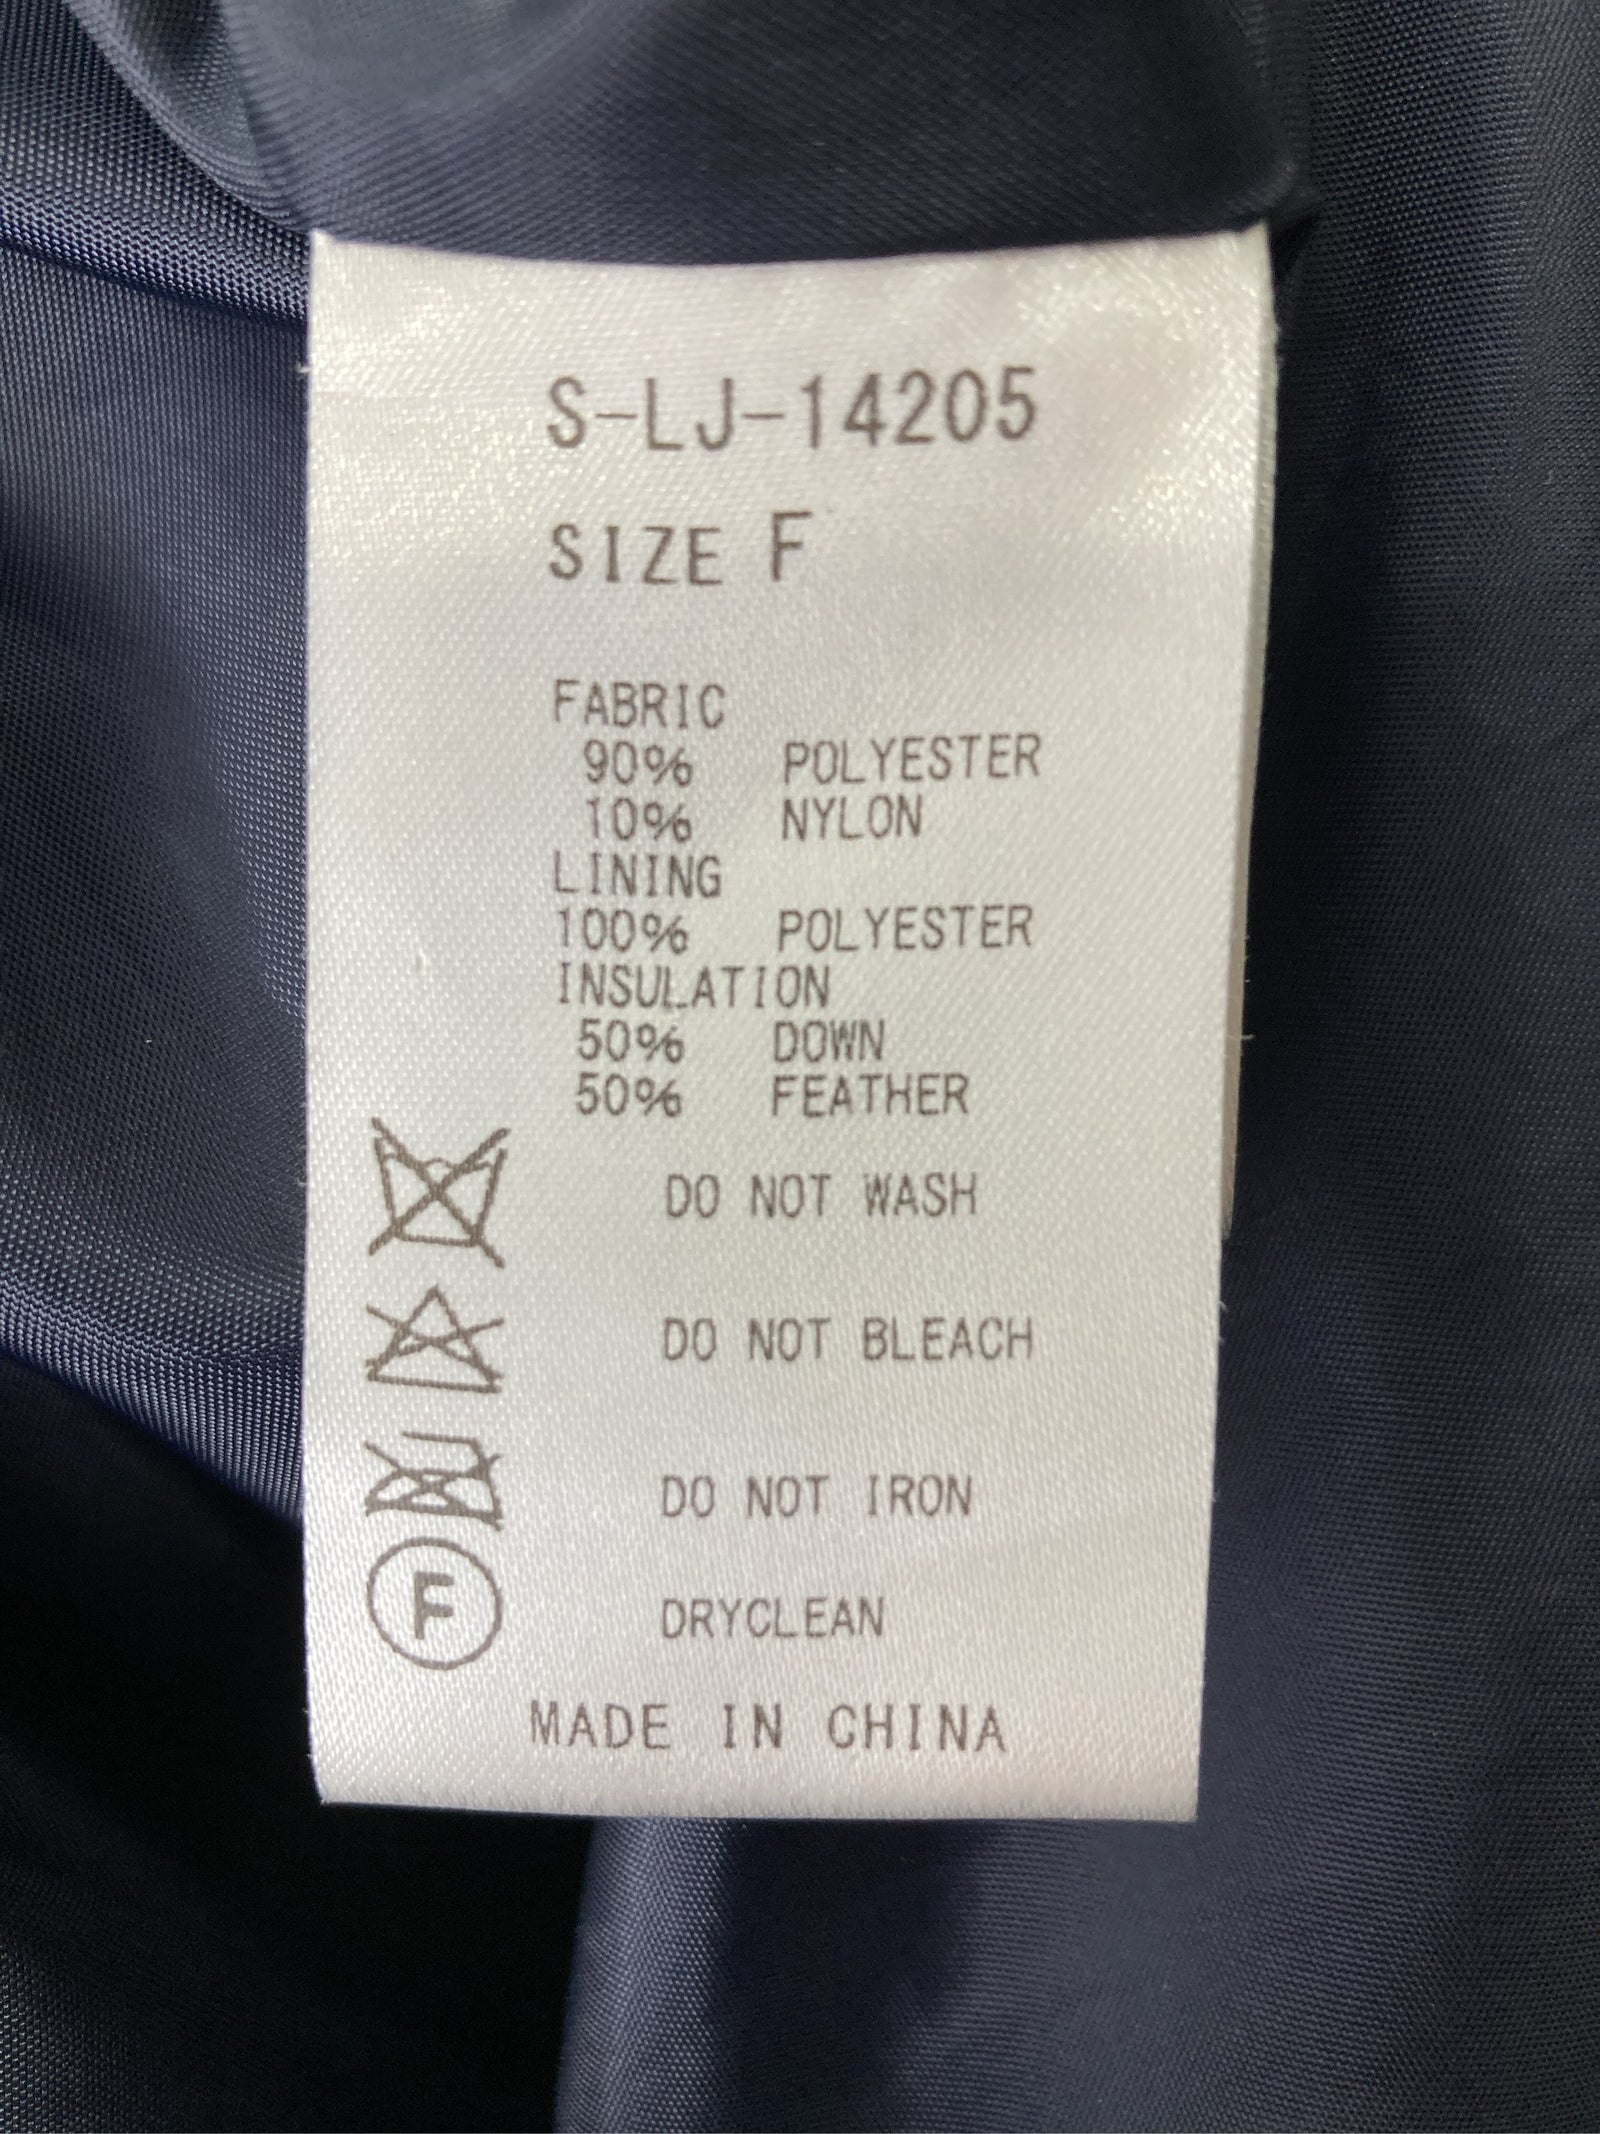 S-LJ-14205
SIZE F
FABRIC
90% POLYESTER
10% NYLON
LINING
100% POLYESTER
INSULATION
50% DOWN
50% FEATHER
DO NOT WASH
DO NOT BLEACH
DO NOT IRON
F DRYCLEAN
MADE IN CHINA